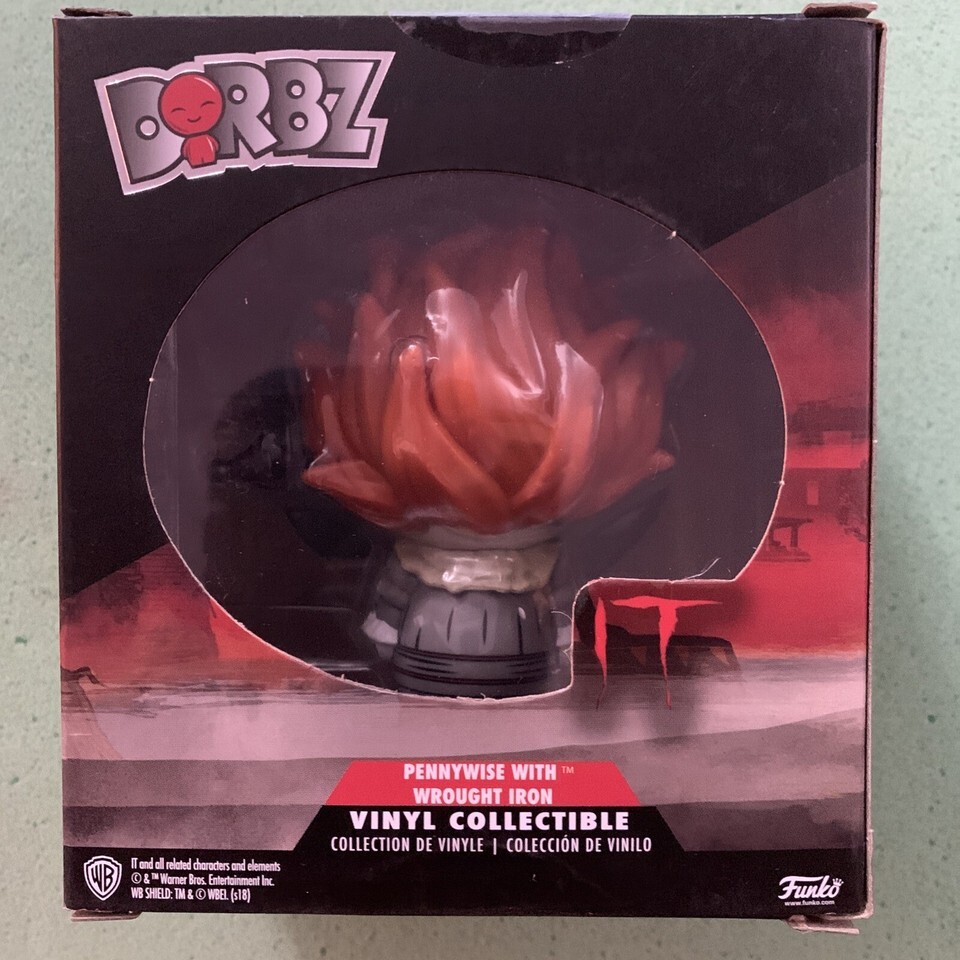 DORBZ
IT
PENNYWISE WITH™
WROUGHT IRON
VINYL COLLECTIBLE
COLLECTION DE VINYLE | COLECCIÓN DE VINILO
WB
IT and all related characters and elements
© & ™ Warner Bros. Entertainment Inc.
WB SHIELD: TM & © WBEI. (s18)
Funko
www.funko.com